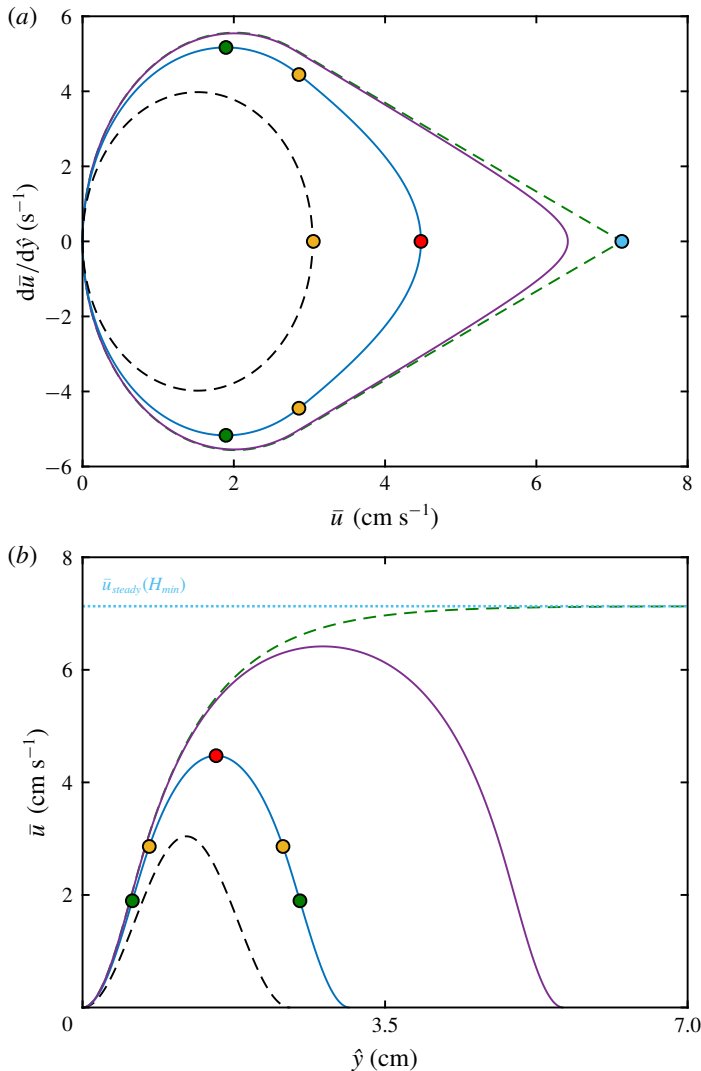 (a)
6
4
2
0
−2
−4
−6
dū/dŷ (s⁻¹)
0 2 4 6 8
ū (cm s⁻¹)
(b)
8
6
4
2
0
ū (cm s⁻¹)
ū_steady(H_min)
3.5 7.0
ŷ (cm)